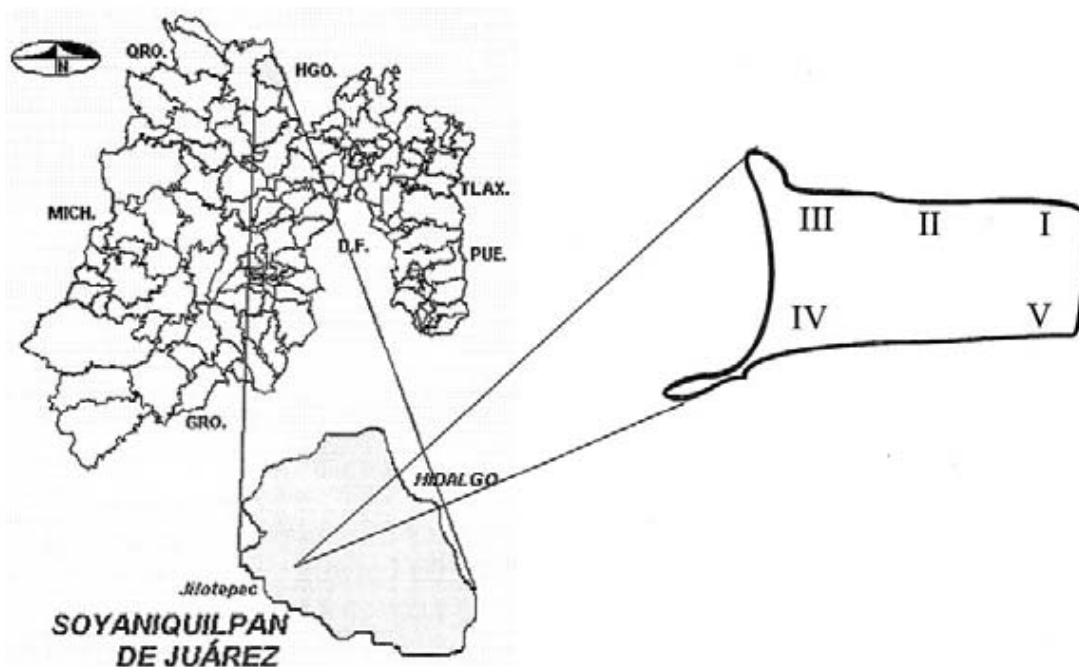 N
QRO.
HGO.
MICH.
TLAX.
D.F.
PUE.
GRO.
III
II
I
IV
V
HIDALGO
Jilotepec
SOYANIQUILPAN
DE JUÁREZ